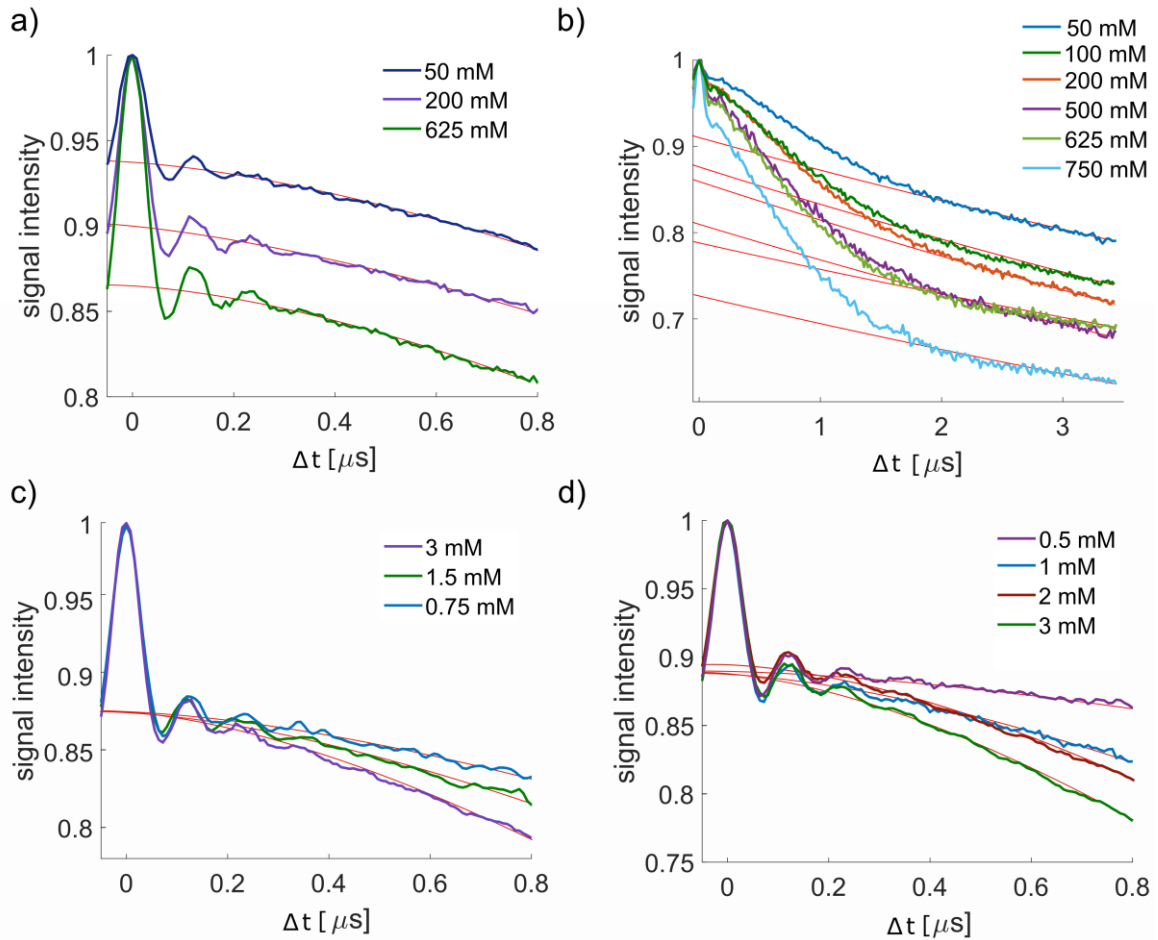 a)
signal intensity
1
0.95
0.9
0.85
0.8
0
0.2
0.4
0.6
0.8
Δt [μs]
50 mM
200 mM
625 mM
b)
signal intensity
1
0.9
0.8
0.7
0
1
2
3
Δt [μs]
50 mM
100 mM
200 mM
500 mM
625 mM
750 mM
c)
signal intensity
1
0.95
0.9
0.85
0.8
0
0.2
0.4
0.6
0.8
Δt [μs]
3 mM
1.5 mM
0.75 mM
d)
signal intensity
1
0.95
0.9
0.85
0.8
0.75
0
0.2
0.4
0.6
0.8
Δt [μs]
0.5 mM
1 mM
2 mM
3 mM